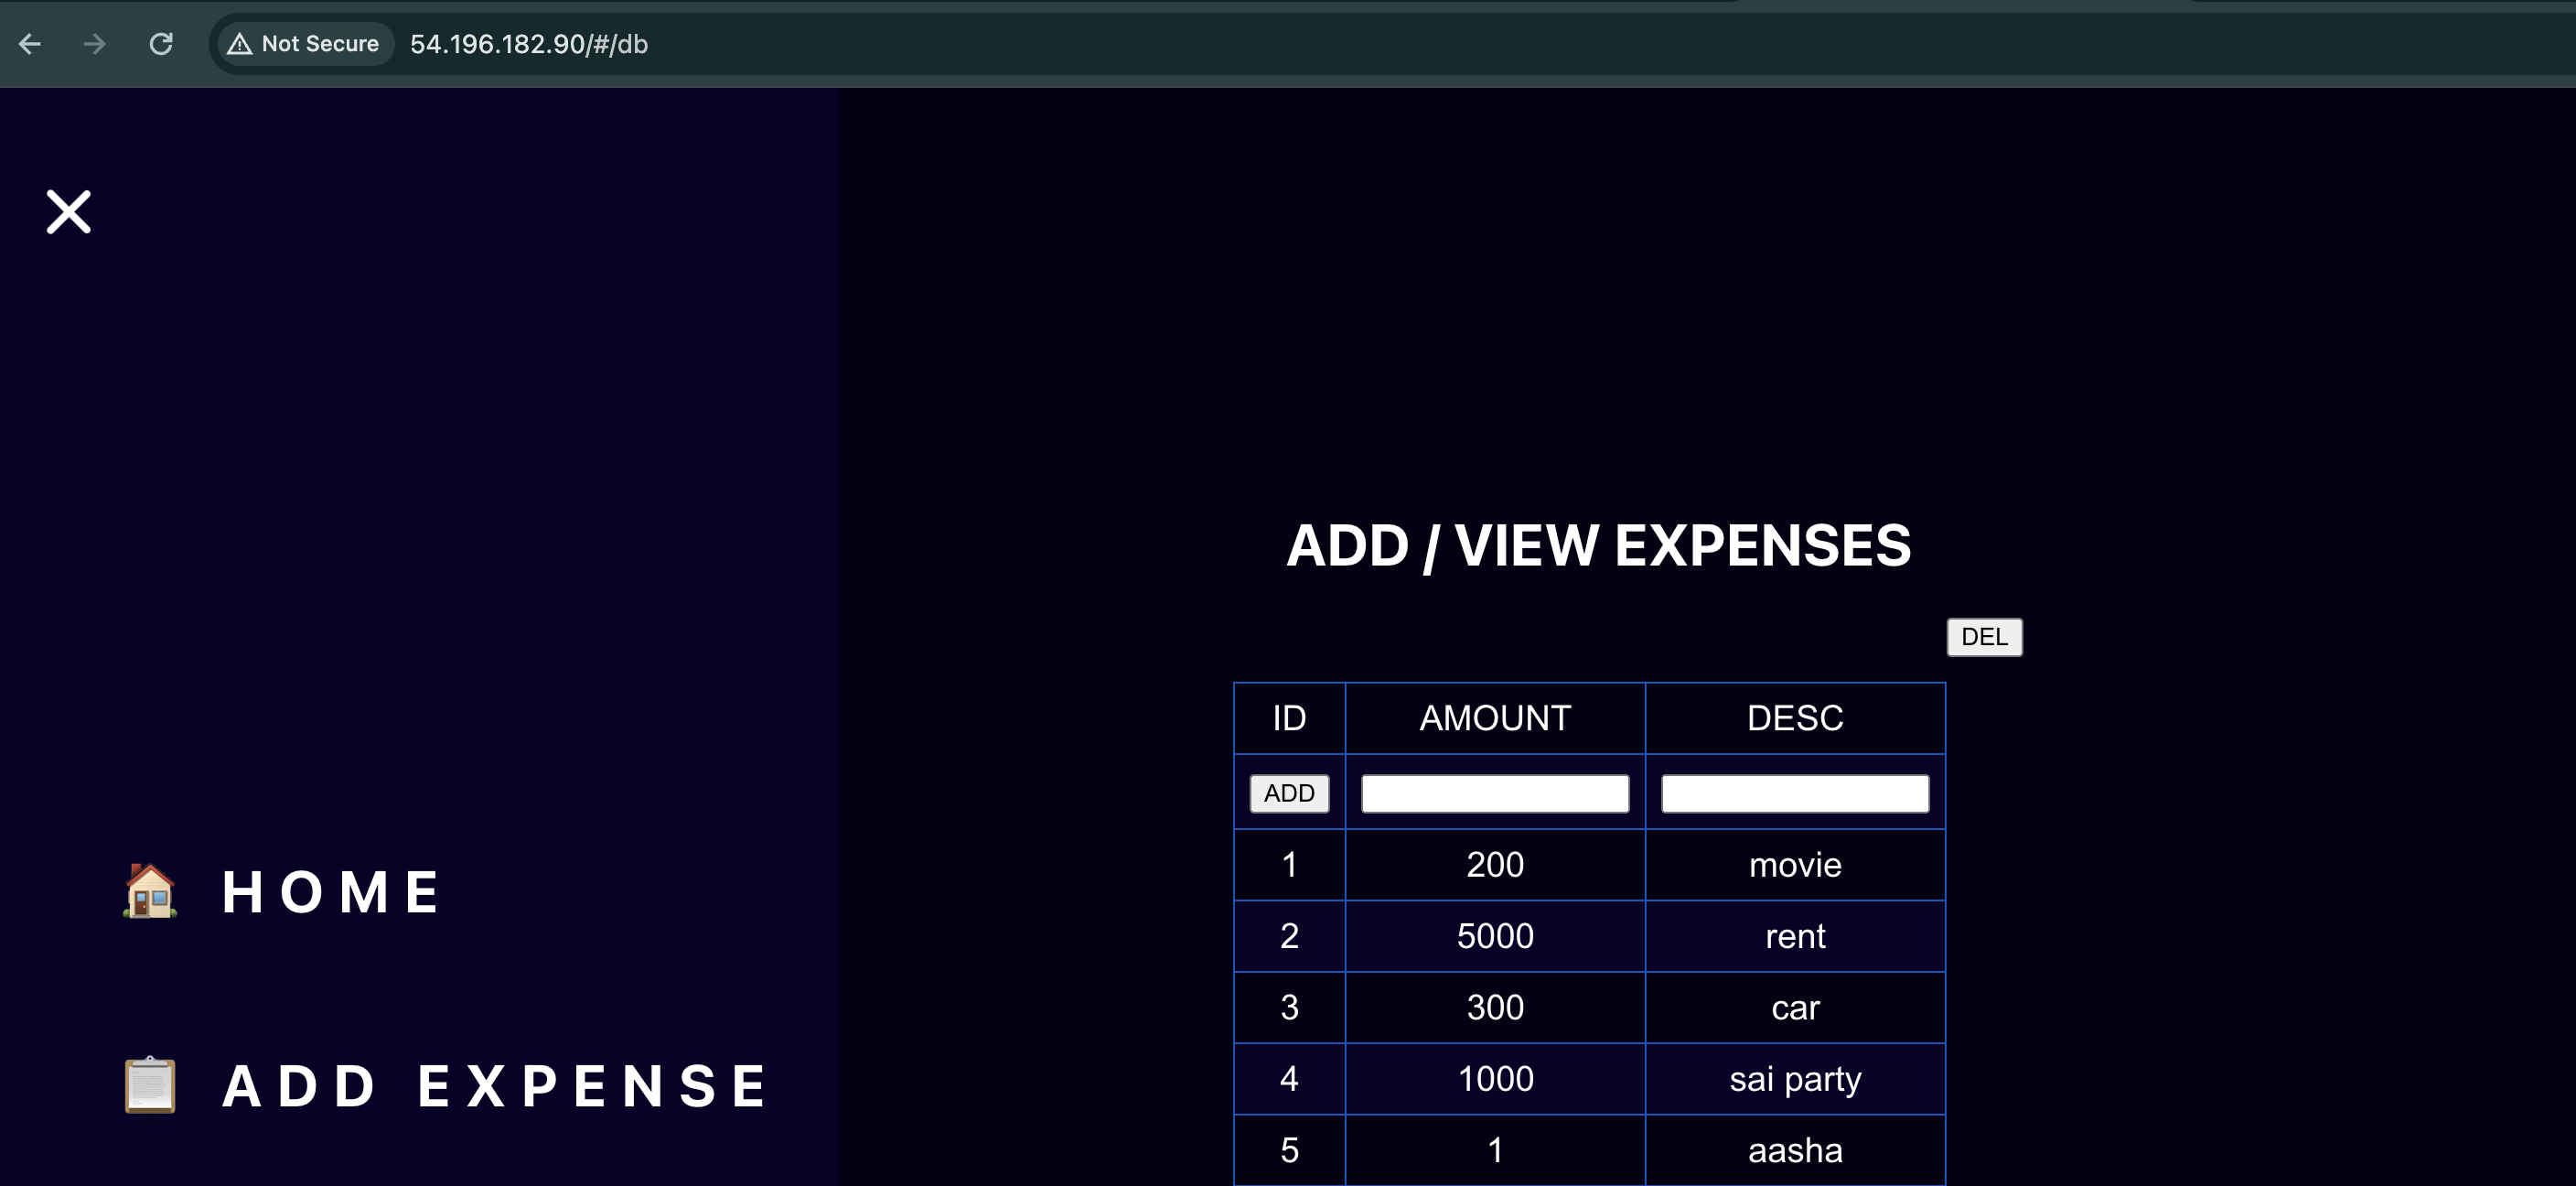 Not Secure 54.196.182.90/#/db
ADD / VIEW EXPENSES
DEL
ID AMOUNT DESC
ADD
1 200 movie
2 5000 rent
3 300 car
4 1000 sai party
5 1 aasha
HOME
ADD EXPENSE